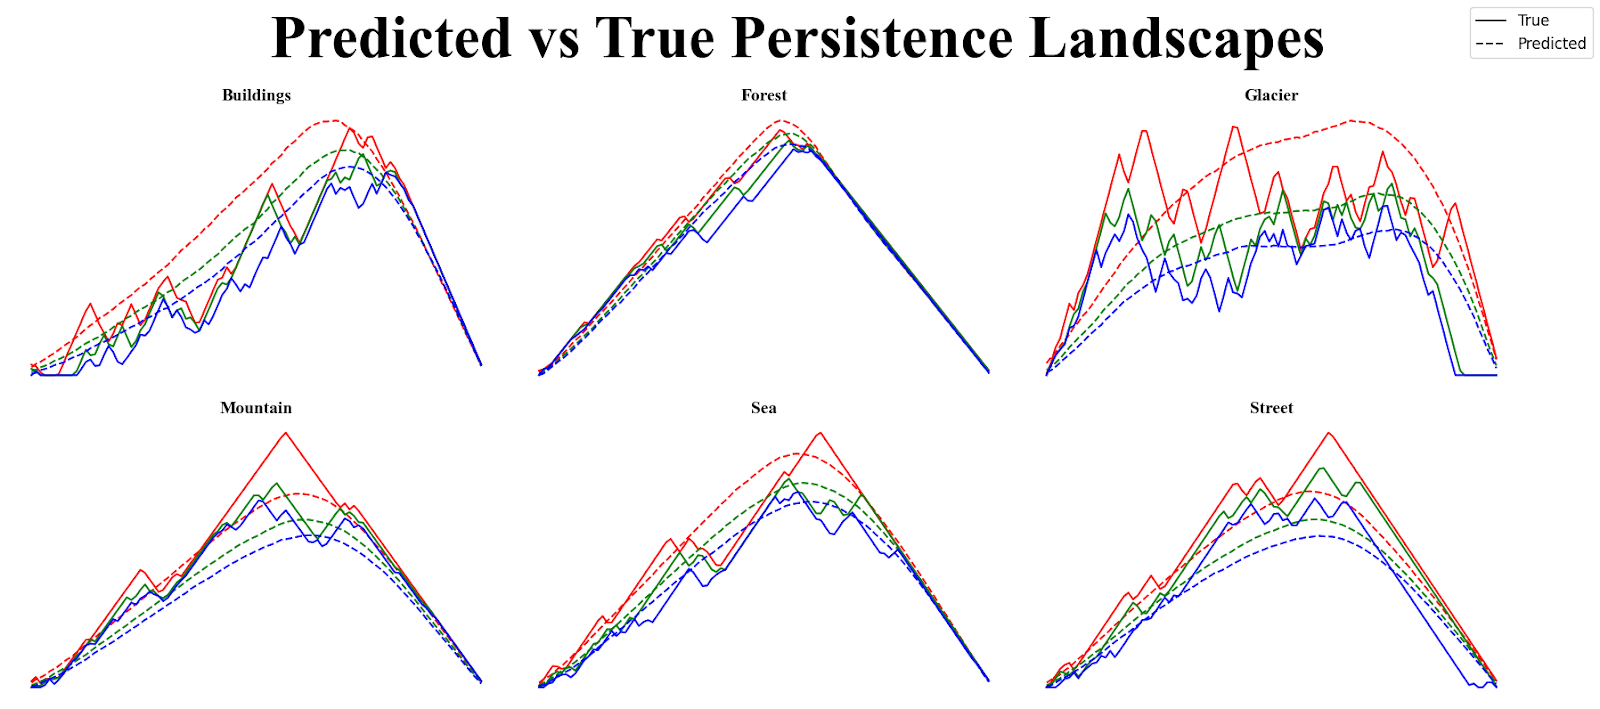 Predicted vs True Persistence Landscapes
True
Predicted
Buildings
Forest
Glacier
Mountain
Sea
Street